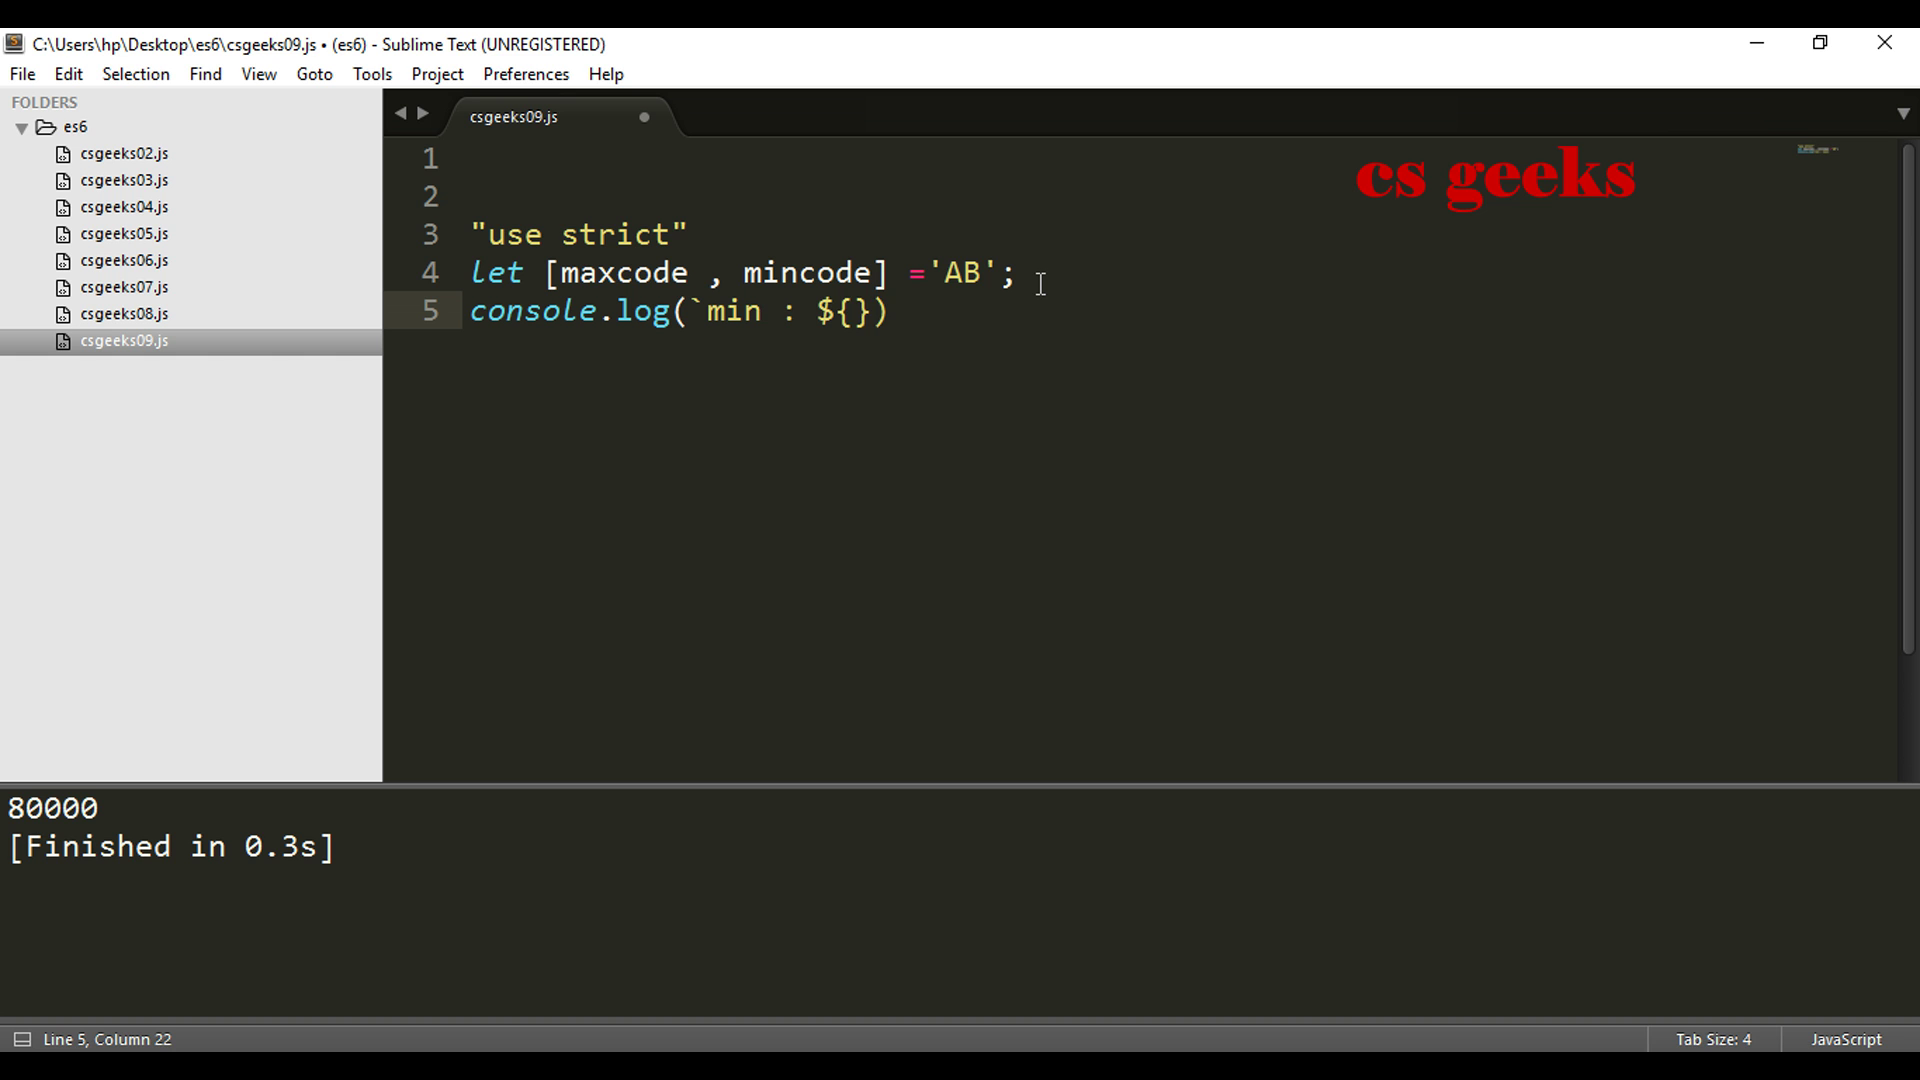 C:\Users\hp\Desktop\es6\csgeeks09.js • (es6) - Sublime Text (UNREGISTERED)
File Edit Selection Find View Goto Tools Project Preferences Help
FOLDERS
es6
csgeeks02.js
csgeeks03.js
csgeeks04.js
csgeeks05.js
csgeeks06.js
csgeeks07.js
csgeeks08.js
csgeeks09.js
csgeeks09.js
cs geeks
1
2
3 "use strict"
4 let [maxcode , mincode] ='AB';
5 console.log(`min : ${})
80000
[Finished in 0.3s]
Line 5, Column 22
Tab Size: 4
JavaScript